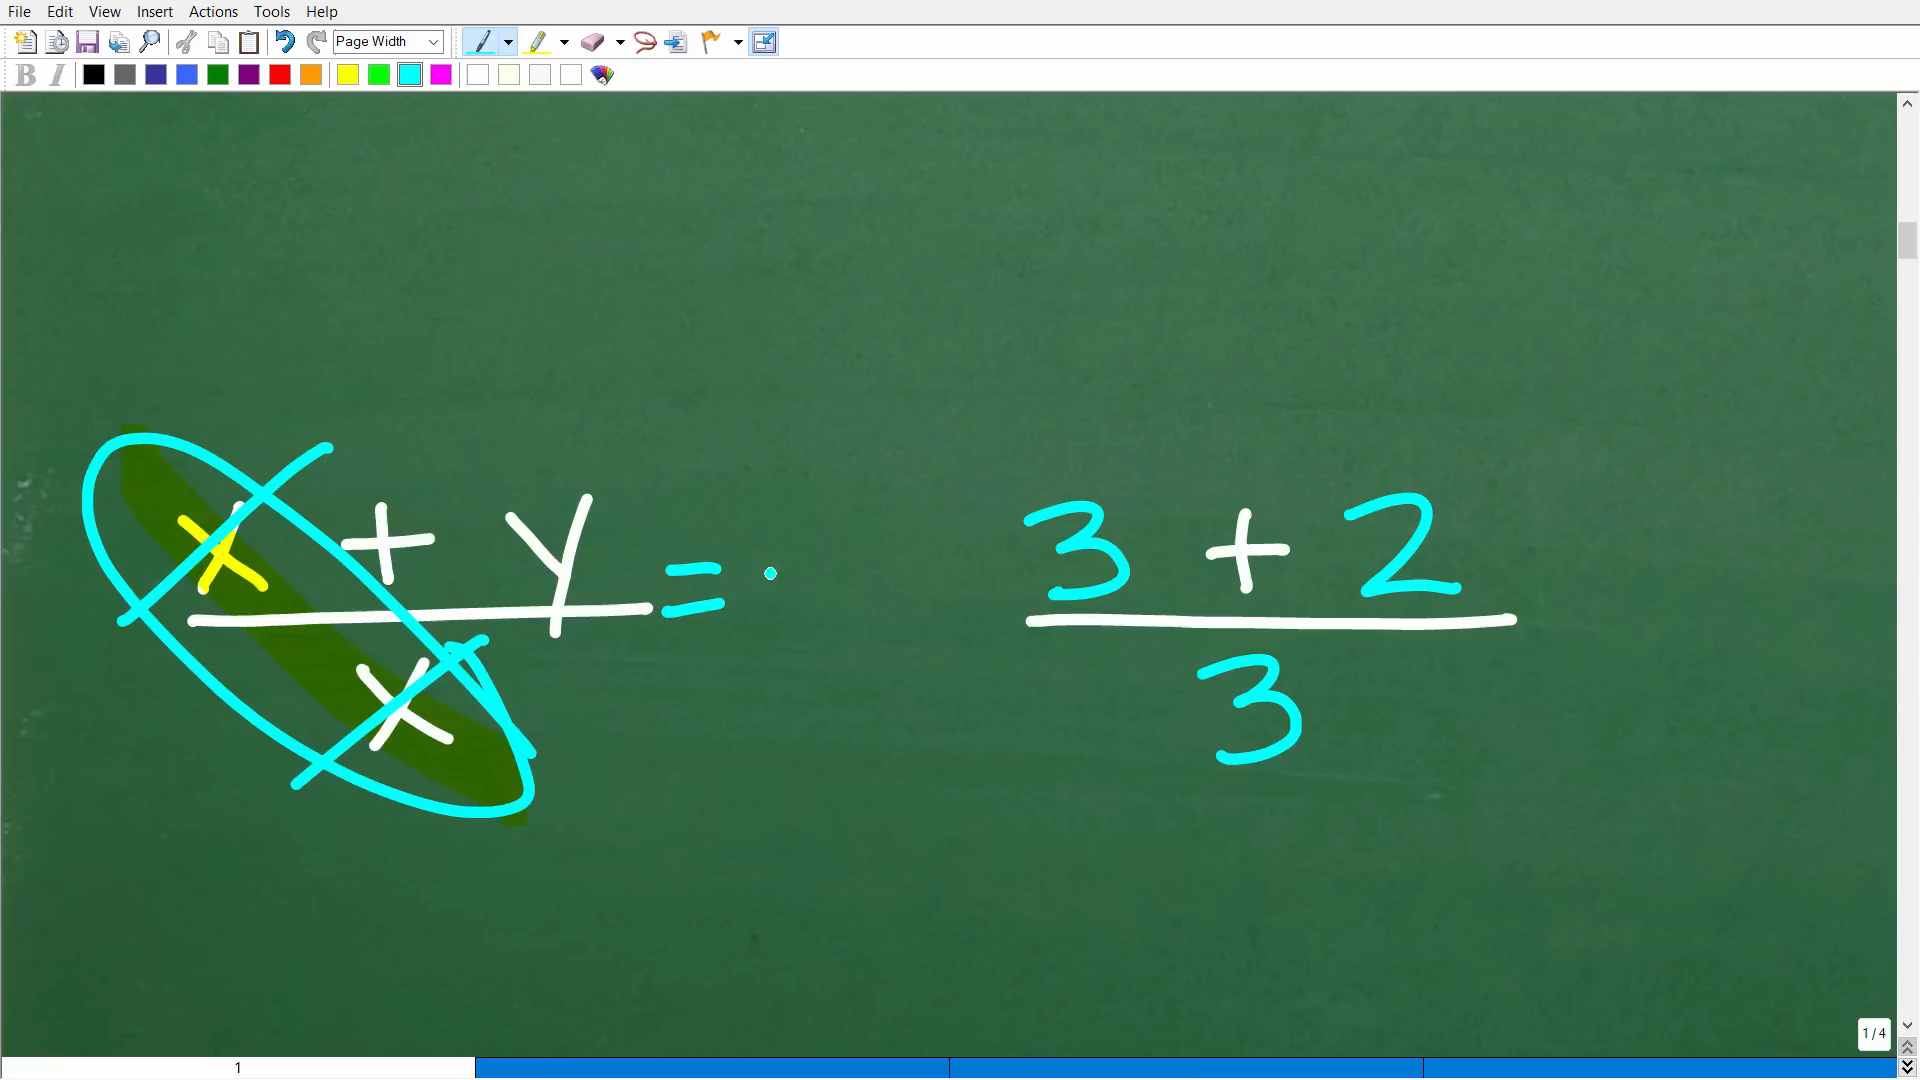 File Edit View Insert Actions Tools Help
Page Width
B I
x + y =
x
3 + 2
3
1 / 4
1